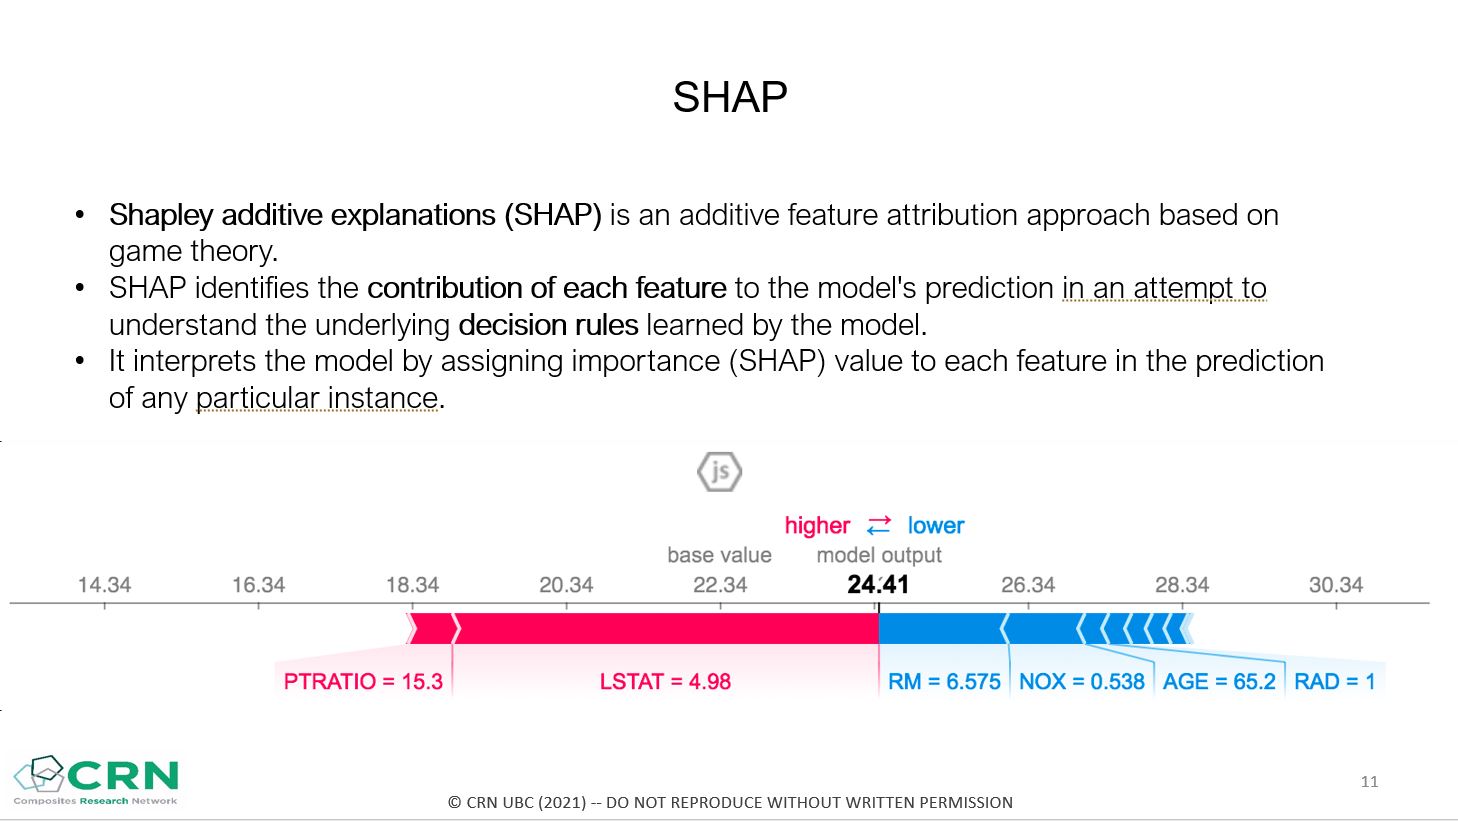 SHAP
• Shapley additive explanations (SHAP) is an additive feature attribution approach based on
game theory.
• SHAP identifies the contribution of each feature to the model's prediction in an attempt to
understand the underlying decision rules learned by the model.
• It interprets the model by assigning importance (SHAP) value to each feature in the prediction
of any particular instance.
js
higher lower
base value model output
14.34 16.34 18.34 20.34 22.34 24.41 26.34 28.34 30.34
PTRATIO = 15.3 LSTAT = 4.98 RM = 6.575 NOX = 0.538 AGE = 65.2 RAD = 1
CRN
Composites Research Network
11
© CRN UBC (2021) -- DO NOT REPRODUCE WITHOUT WRITTEN PERMISSION